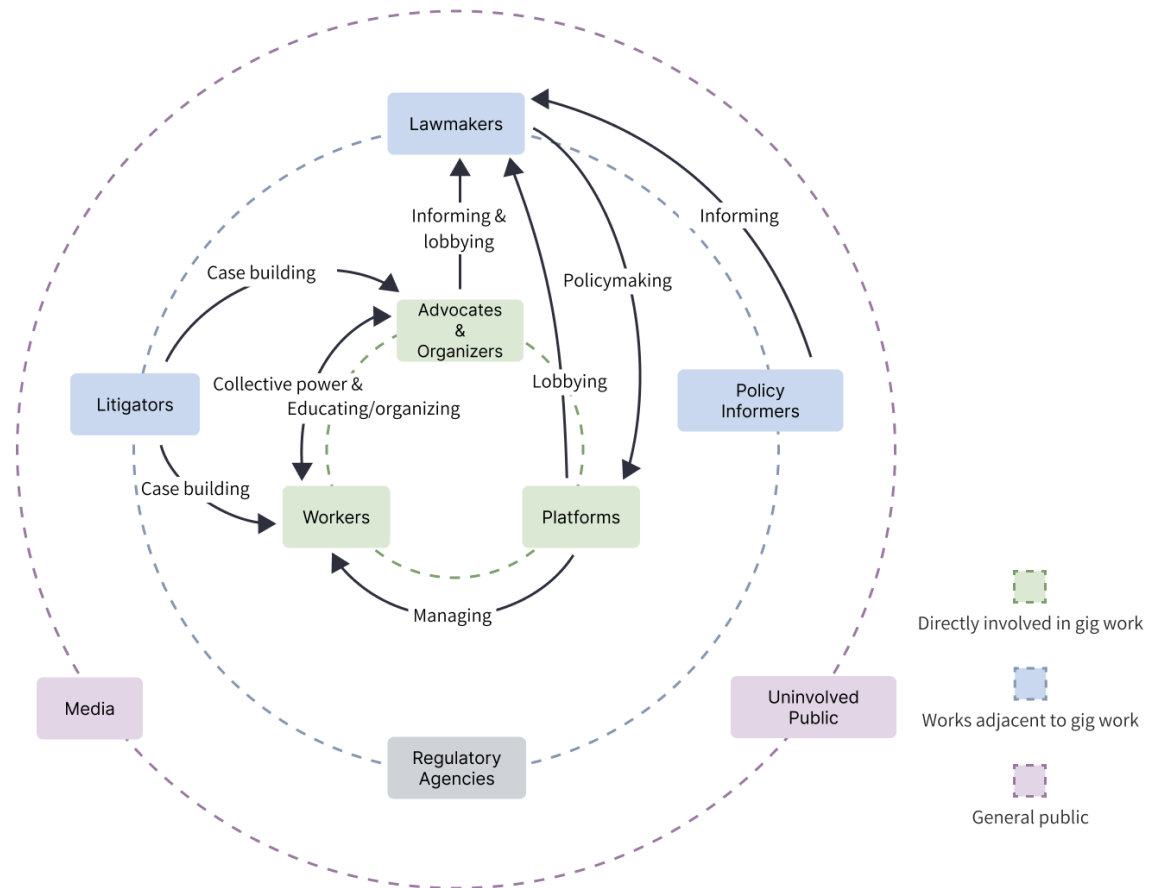 Lawmakers
Informing &
lobbying
Informing
Case building
Policymaking
Advocates
&
Organizers
Lobbying
Collective power &
Educating/organizing
Litigators
Policy
Informers
Case building
Workers
Platforms
Managing
Media
Uninvolved
Public
Regulatory
Agencies
Directly involved in gig work
Works adjacent to gig work
General public